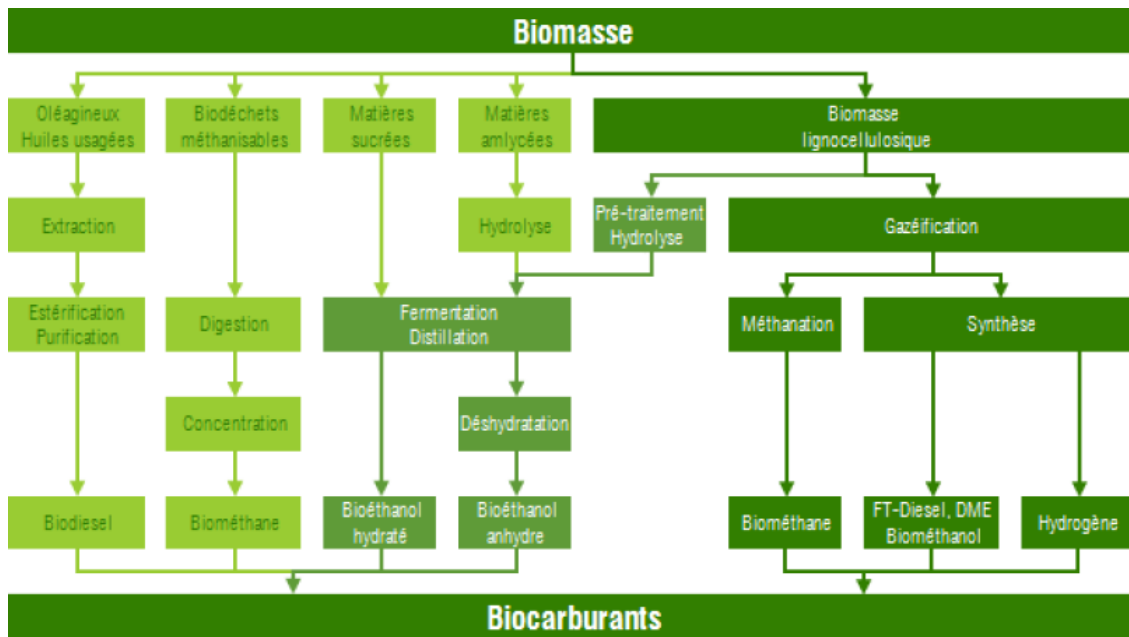 Biomasse
Oléagineux
Huiles usagées
Biodéchets
méthanisables
Matières
sucrées
Matières
amlycées
Biomasse
lignocellulosique
Extraction
Hydrolyse
Pré-traitement
Hydrolyse
Gazéification
Estérification
Purification
Digestion
Fermentation
Distillation
Méthanation
Synthèse
Concentration
Déshydratation
Biodiesel
Biométhane
Bioéthanol
hydraté
Bioéthanol
anhydre
Biométhane
FT-Diesel, DME
Biométhanol
Hydrogène
Biocarburants